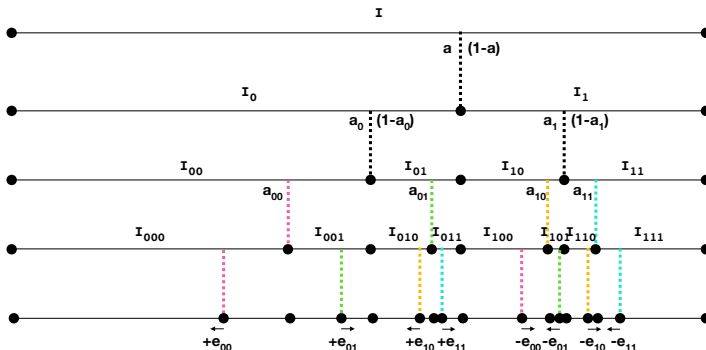 I
a (1-a)
I₀ I₁
a₀ (1-a₀) a₁ (1-a₁)
I₀₀ I₀₁ I₁₀ I₁₁
a₀₀ a₀₁ a₁₀ a₁₁
I₀₀₀ I₀₀₁ I₀₁₀ I₀₁₁ I₁₀₀ I₁₀₁ I₁₁₀ I₁₁₁
+e₀₀ +e₀₁ +e₁₀ +e₁₁ -e₀₀ -e₀₁ -e₁₀ -e₁₁